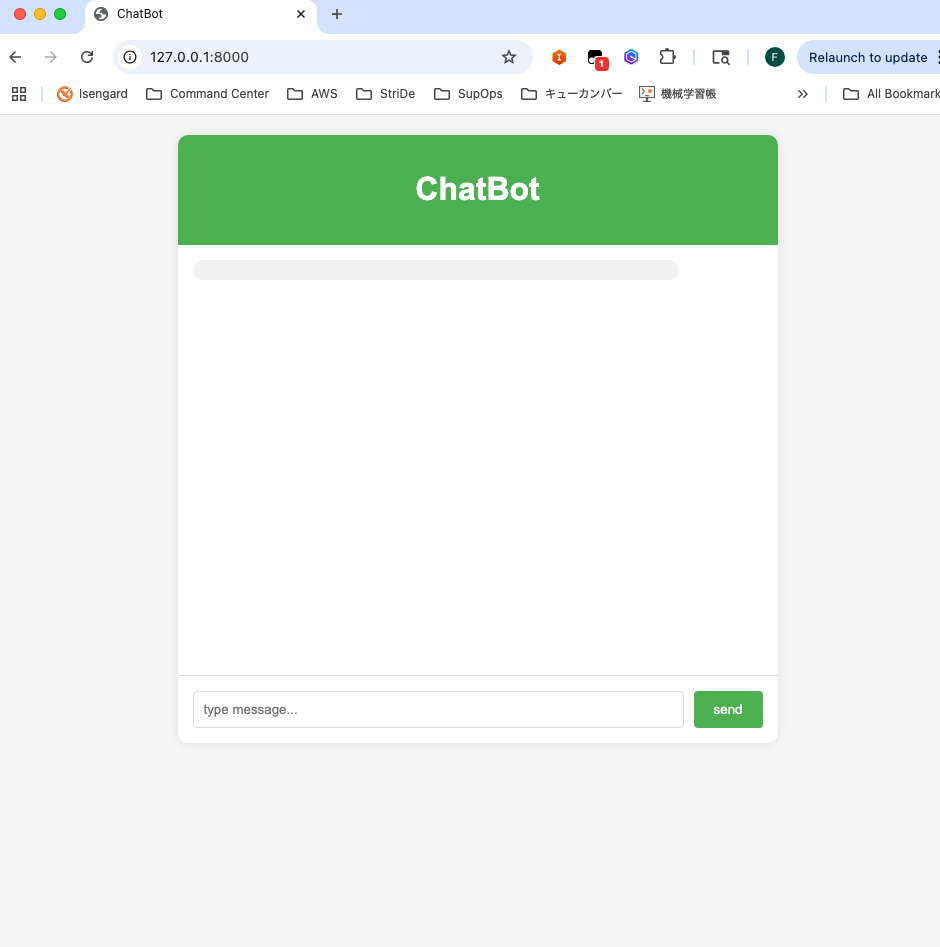 ChatBot
127.0.0.1:8000
1
F
Relaunch to update
Isengard
Command Center
AWS
StriDe
SupOps
キューカンバー
機械学習帳
All Bookmark
ChatBot
type message...
send